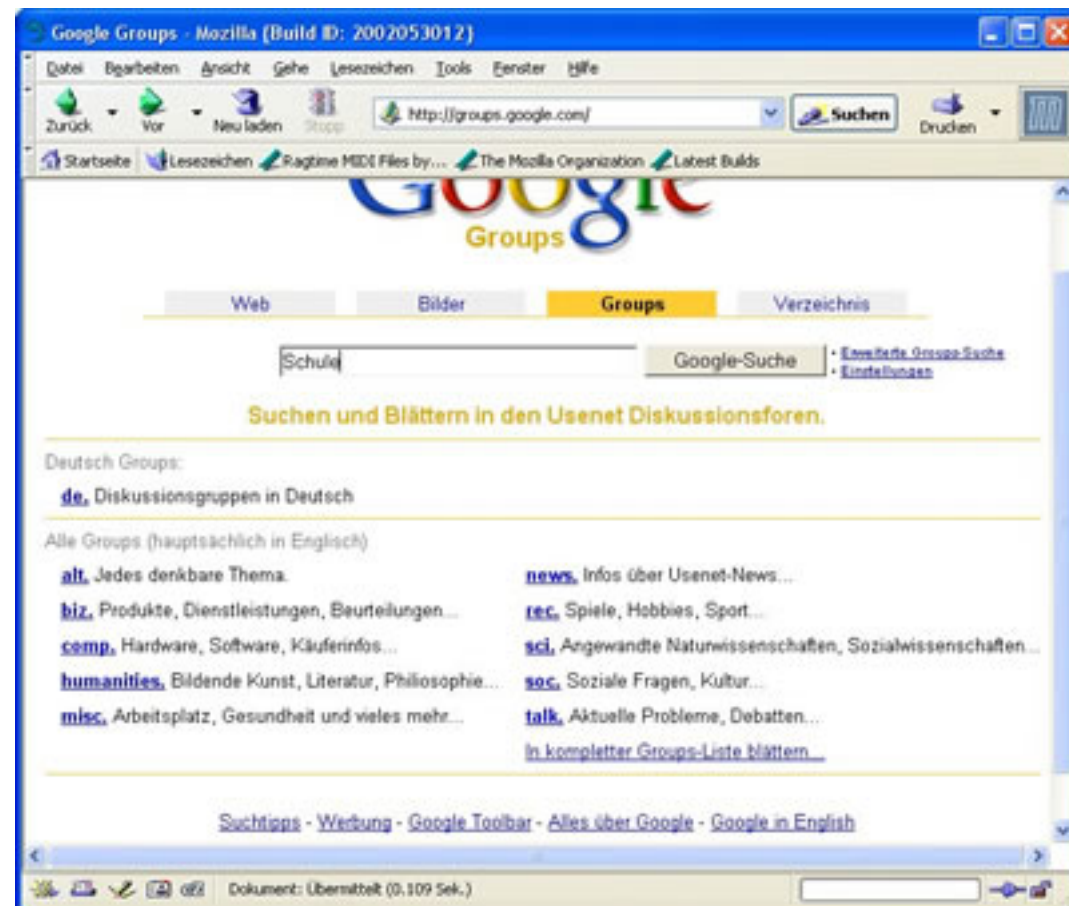 Google Groups - Mozilla {Build ID: 2002053012}
Datei Bearbeiten Ansicht Gehe Lesezeichen Tools Fenster Hilfe
Zurück Vor Neu laden Stopp http://groups.google.com/ Suchen Drucken
Startseite Lesezeichen Ragtime MIDI Files by... The Mozilla Organization Latest Builds
Google
Groups
Web Bilder Groups Verzeichnis
Schule Google-Suche • Erweiterte Groups-Suche
• Einstellungen
Suchen und Blättern in den Usenet Diskussionsforen.
Deutsch Groups:
de. Diskussionsgruppen in Deutsch
Alle Groups (hauptsächlich in Englisch)
alt. Jedes denkbare Thema. news. Infos über Usenet-News...
biz. Produkte, Dienstleistungen, Beurteilungen... rec. Spiele, Hobbies, Sport...
comp. Hardware, Software, Käuferinfos... sci. Angewandte Naturwissenschaften, Sozialwissenschaften...
humanities. Bildende Kunst, Literatur, Philiosophie... soc. Soziale Fragen, Kultur...
misc. Arbeitsplatz, Gesundheit und vieles mehr... talk. Aktuelle Probleme, Debatten...
In kompletter Groups-Liste blättern...
Suchtipps - Werbung - Google Toolbar - Alles über Google - Google in English
Dokument: Übermittelt (0.109 Sek.)